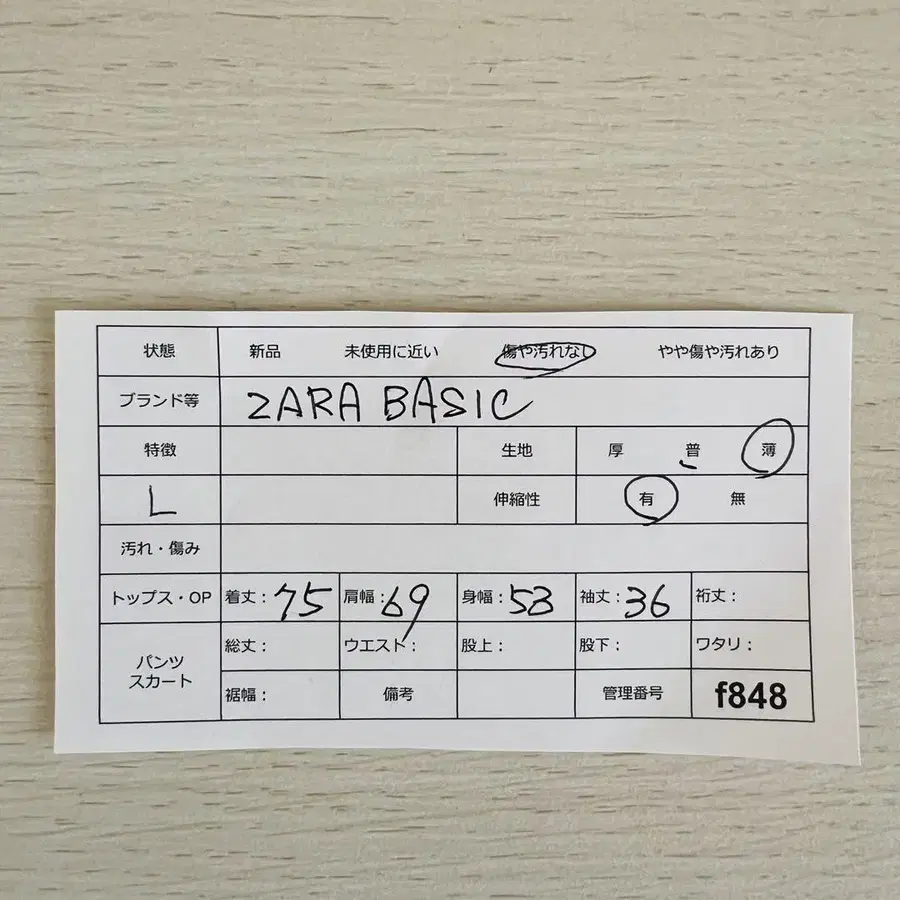 状態 新品 未使用に近い 傷や汚れなし やや傷や汚れあり
ブランド等 ZARA BASIC
特徴 生地 厚 普 薄
L 伸縮性 有 無
汚れ・傷み
トップス・OP 着丈：75 肩幅：69 身幅：53 袖丈：36 裄丈：
パンツ スカート 総丈： ウエスト： 股上： 股下： ワタリ：
裾幅： 備考 管理番号 f848